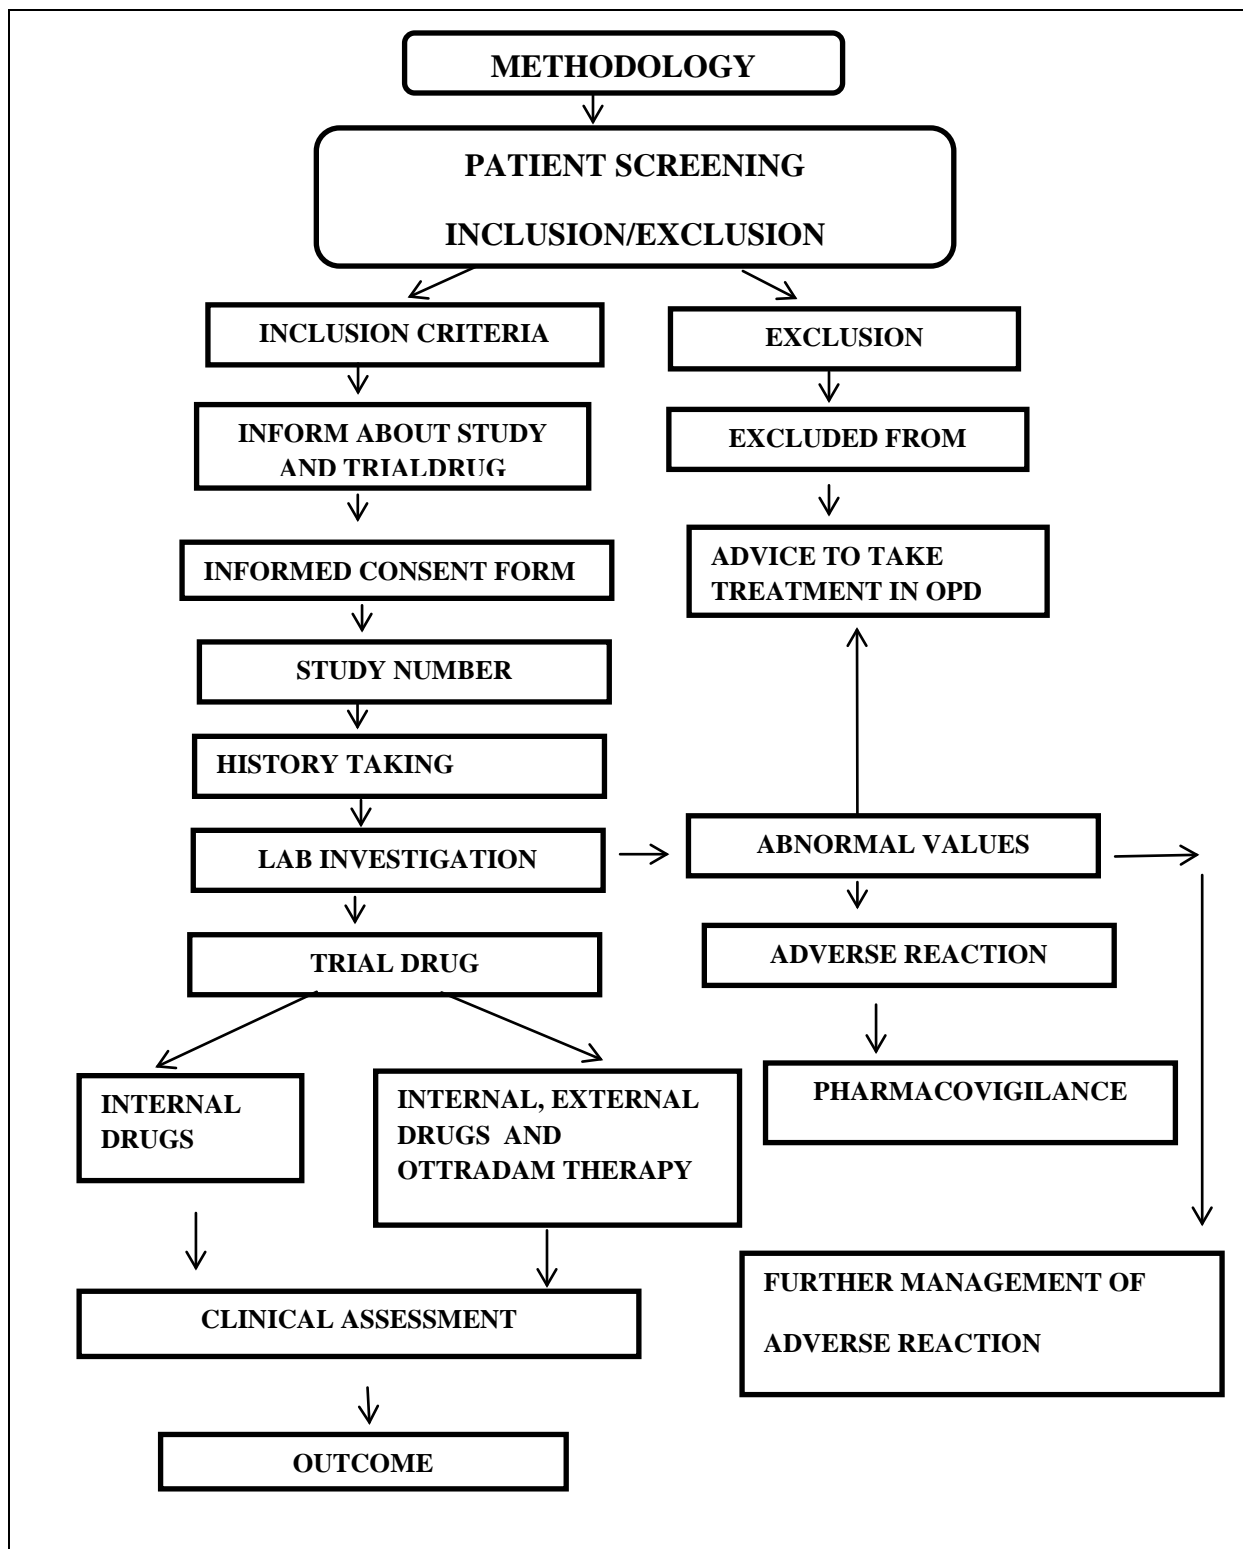 METHODOLOGY
PATIENT SCREENING
INCLUSION/EXCLUSION
INCLUSION CRITERIA
EXCLUSION
INFORM ABOUT STUDY
AND TRIALDRUG
EXCLUDED FROM
INFORMED CONSENT FORM
ADVICE TO TAKE
TREATMENT IN OPD
STUDY NUMBER
HISTORY TAKING
LAB INVESTIGATION
ABNORMAL VALUES
TRIAL DRUG
ADVERSE REACTION
INTERNAL
DRUGS
INTERNAL, EXTERNAL
DRUGS AND
OTTRADAM THERAPY
PHARMACOVIGILANCE
CLINICAL ASSESSMENT
FURTHER MANAGEMENT OF
ADVERSE REACTION
OUTCOME